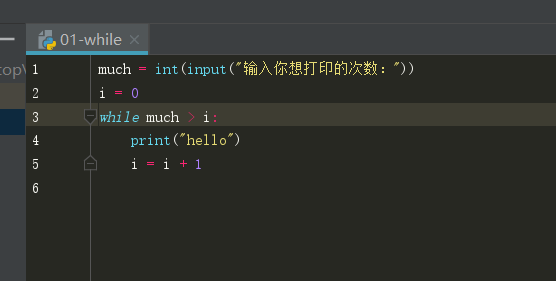 01-while
top\
1 much = int(input("输入你想打印的次数："))
2 i = 0
3 while much > i:
4     print("hello")
5     i = i + 1
6